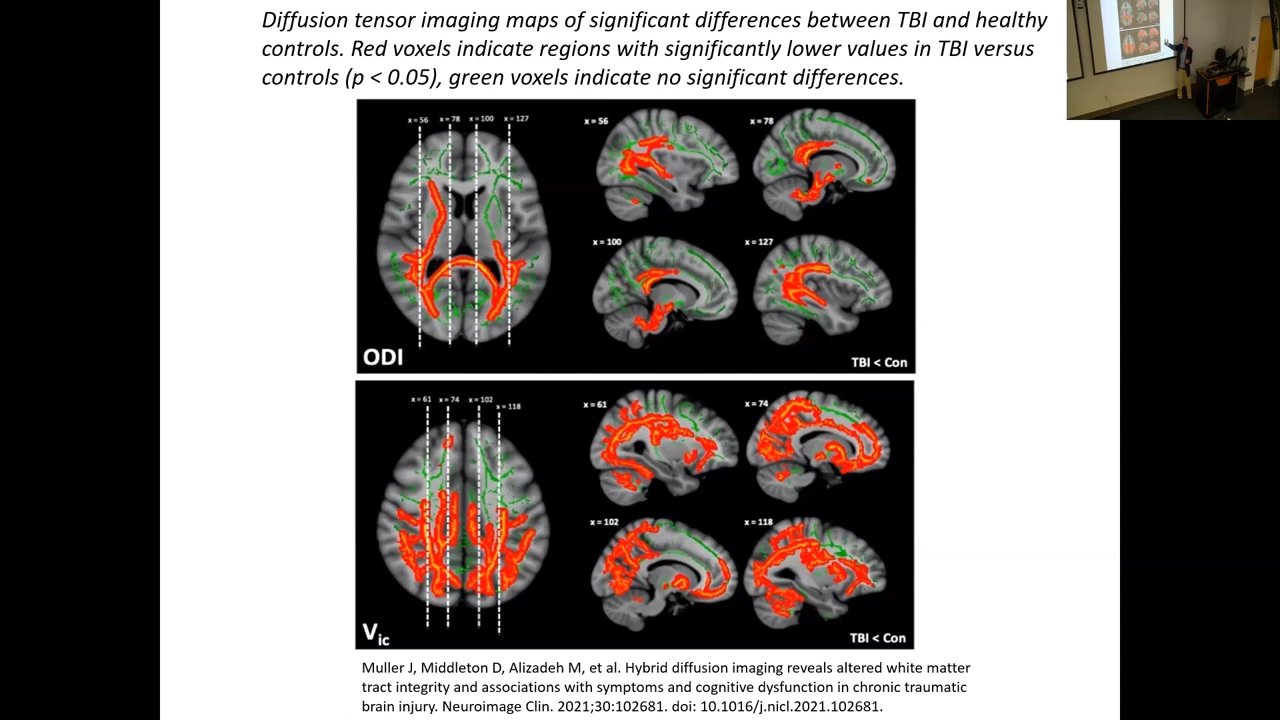 Diffusion tensor imaging maps of significant differences between TBI and healthy
controls. Red voxels indicate regions with significantly lower values in TBI versus
controls (p < 0.05), green voxels indicate no significant differences.
x = 56 x = 78 x = 100 x = 127
x = 56
x = 78
x = 100
x = 127
ODI
TBI < Con
x = 61 x = 74 x = 102 x = 118
x = 61
x = 74
x = 102
x = 118
Vic
TBI < Con
Muller J, Middleton D, Alizadeh M, et al. Hybrid diffusion imaging reveals altered white matter
tract integrity and associations with symptoms and cognitive dysfunction in chronic traumatic
brain injury. Neuroimage Clin. 2021;30:102681. doi: 10.1016/j.nicl.2021.102681.